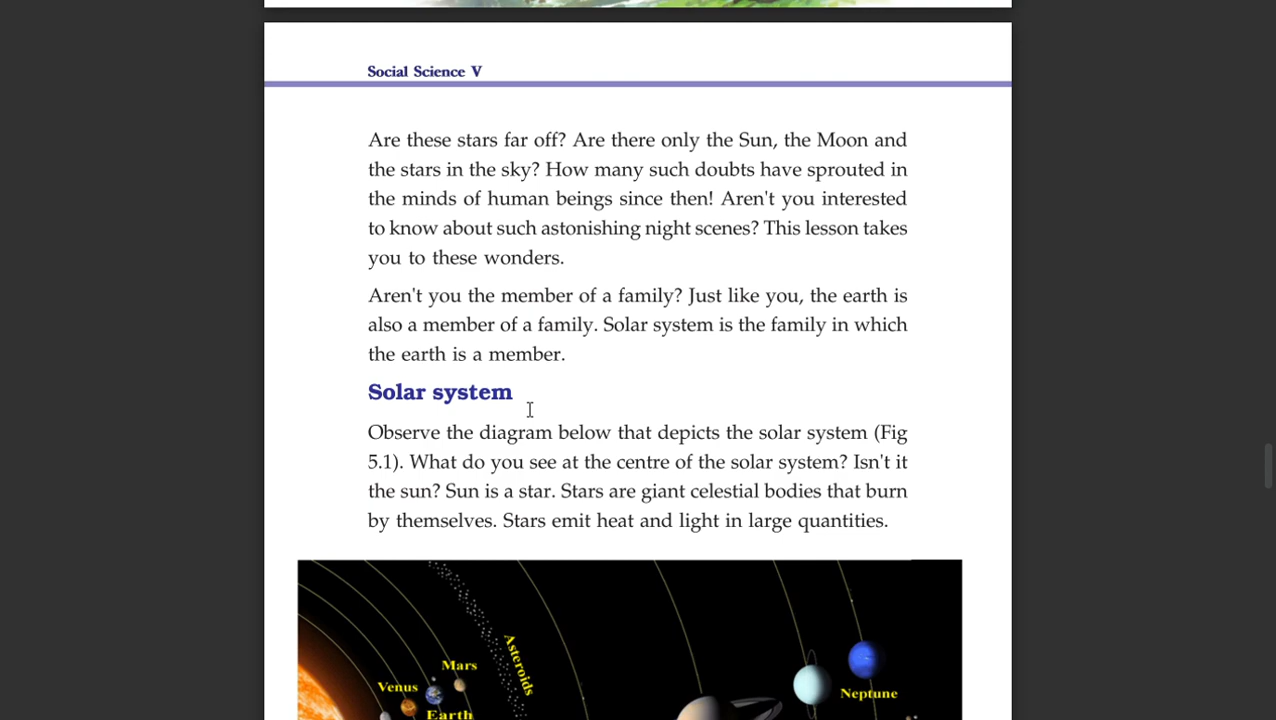 Social Science V
Are these stars far off? Are there only the Sun, the Moon and
the stars in the sky? How many such doubts have sprouted in
the minds of human beings since then! Aren't you interested
to know about such astonishing night scenes? This lesson takes
you to these wonders.
Aren't you the member of a family? Just like you, the earth is
also a member of a family. Solar system is the family in which
the earth is a member.
Solar system
Observe the diagram below that depicts the solar system (Fig
5.1). What do you see at the centre of the solar system? Isn't it
the sun? Sun is a star. Stars are giant celestial bodies that burn
by themselves. Stars emit heat and light in large quantities.
Asteroids
Mars
Venus
Neptune
Earth